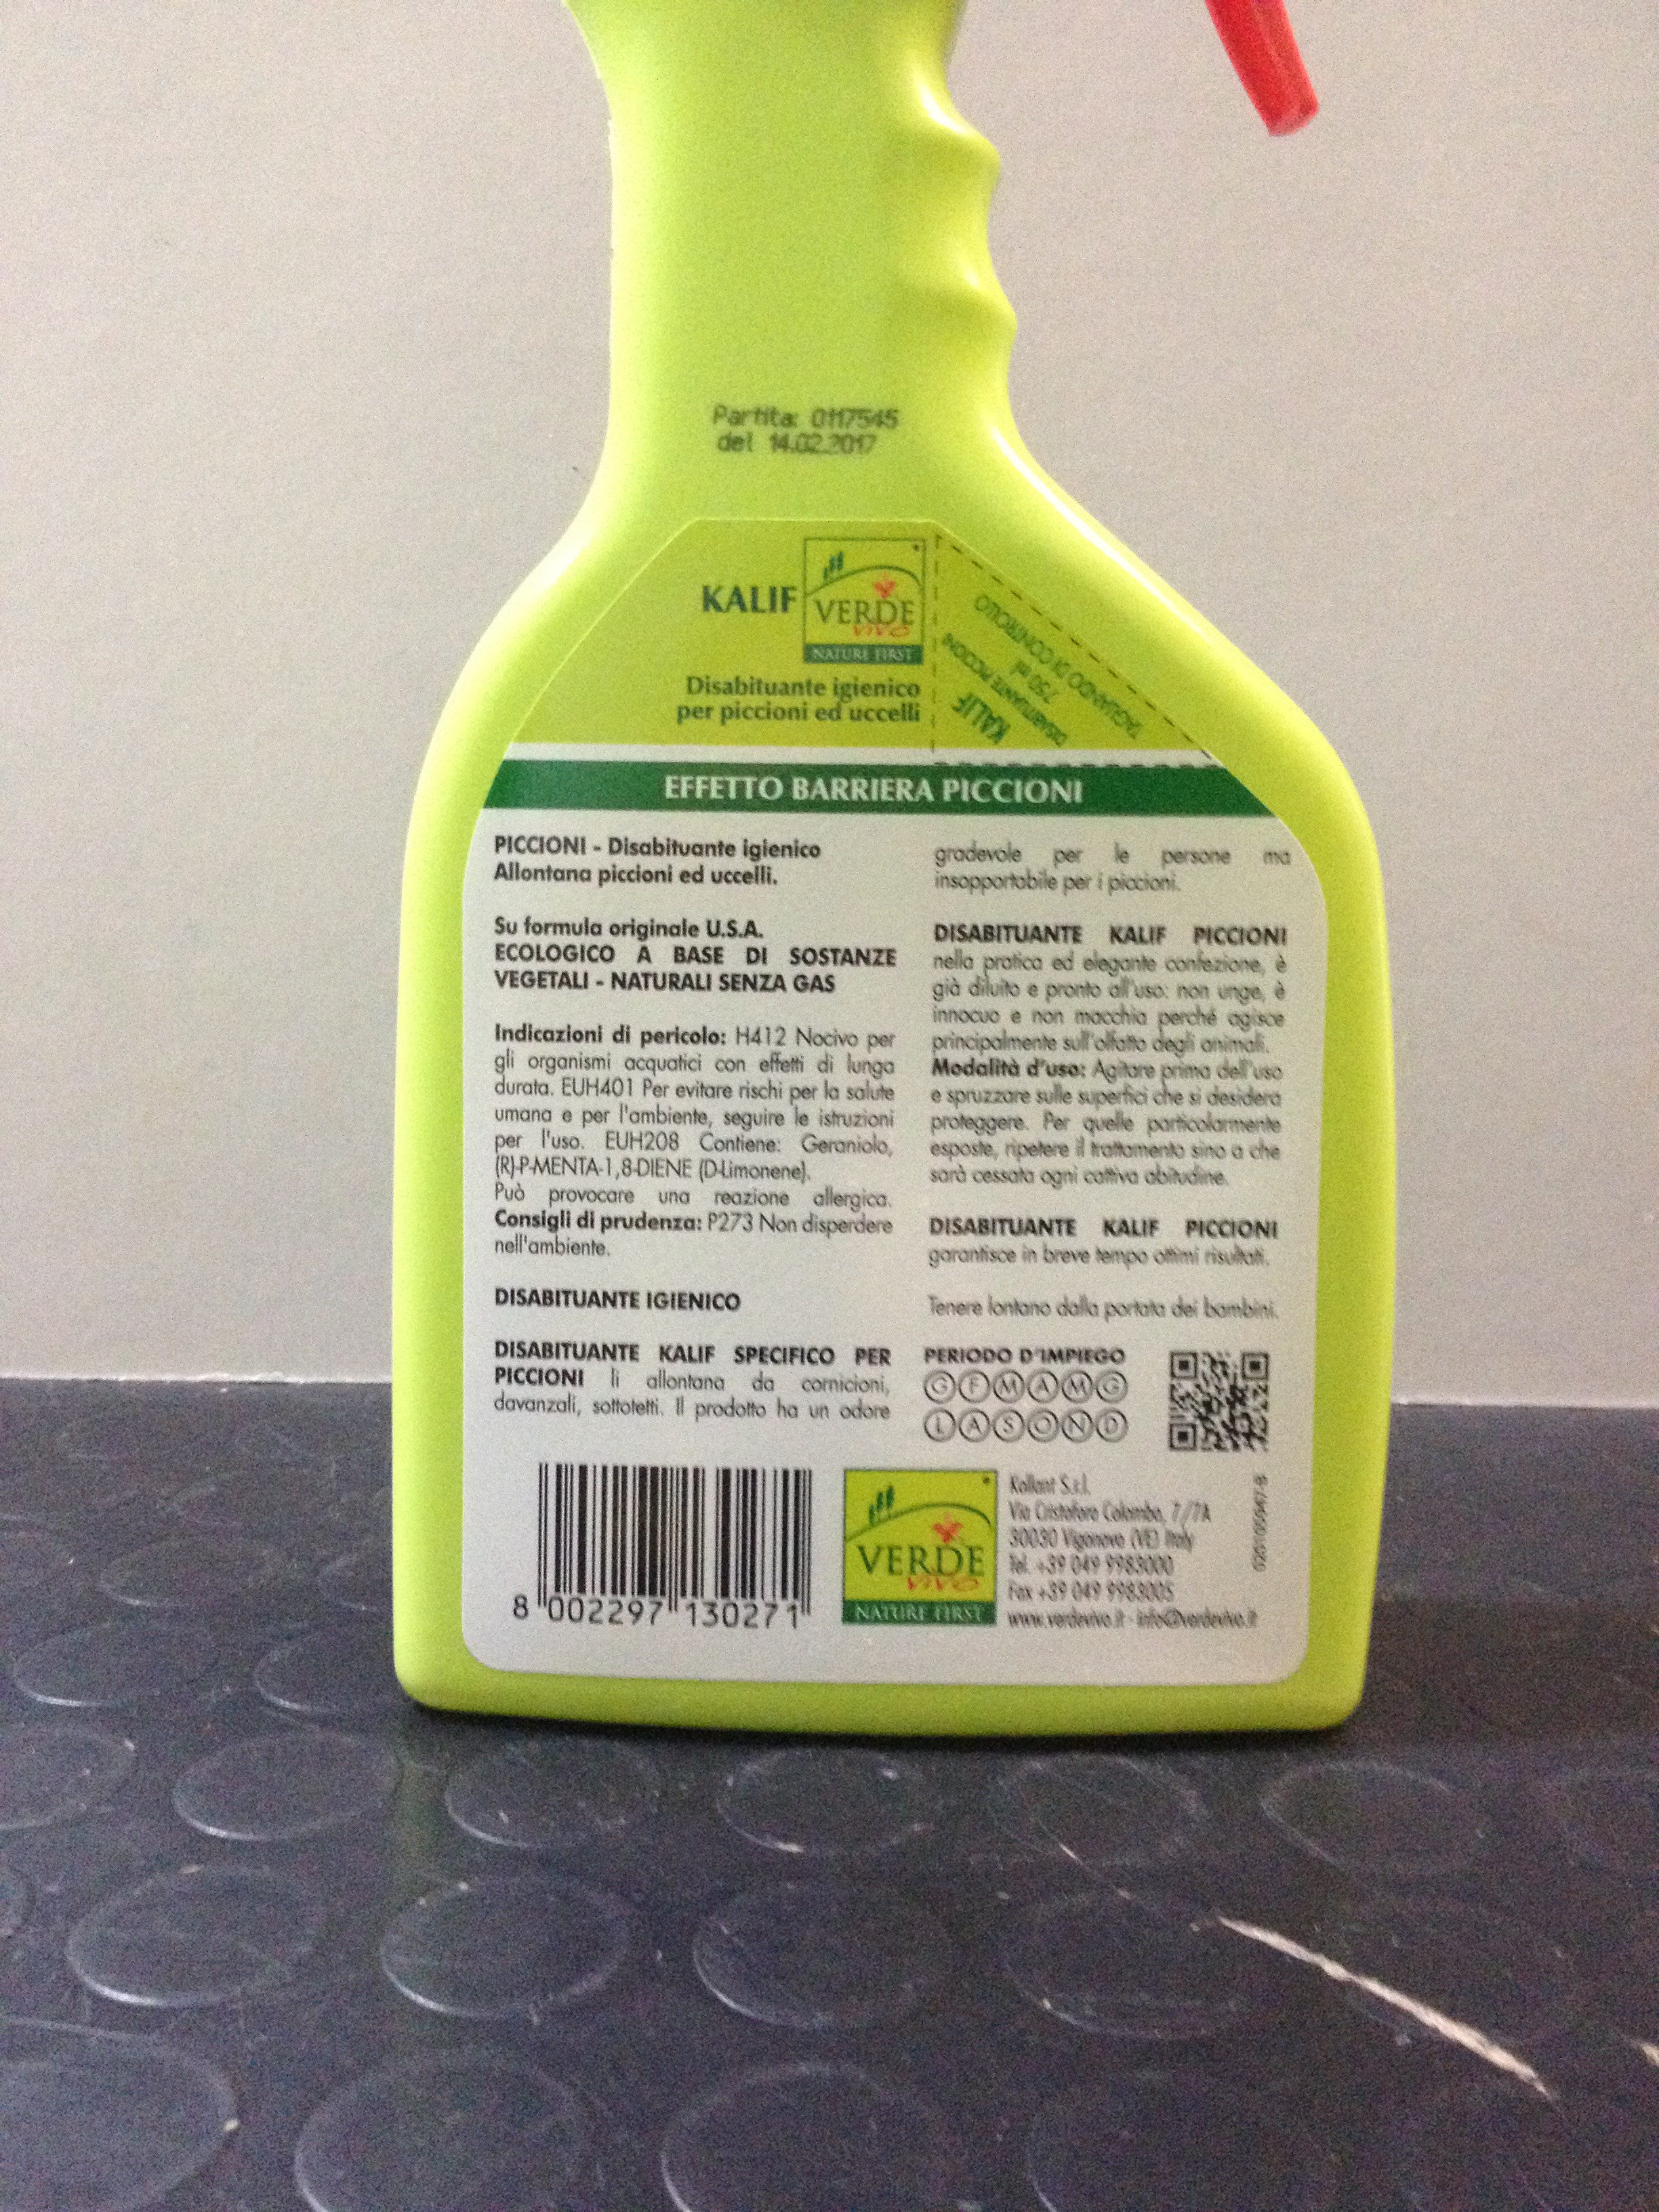 Partita: 0117545
del 14.02.2017
KALIF
VERDE
vivo
NATURE FIRST
Disabituante igienico
per piccioni ed uccelli
TAGLIANDO DI CONTROLLO
750 ml
DISABITUANTE PICCIONI
KALIF
EFFETTO BARRIERA PICCIONI
PICCIONI - Disabituante igienico
Allontana piccioni ed uccelli.
Su formula originale U.S.A.
ECOLOGICO A BASE DI SOSTANZE
VEGETALI - NATURALI SENZA GAS
Indicazioni di pericolo: H412 Nocivo per
gli organismi acquatici con effetti di lunga
durata. EUH401 Per evitare rischi per la salute
umana e per l'ambiente, seguire le istruzioni
per l'uso. EUH208 Contiene: Geraniolo,
(R)-P-MENTA-1,8-DIENE (D-Limonene).
Può provocare una reazione allergica.
Consigli di prudenza: P273 Non disperdere
nell'ambiente.
DISABITUANTE IGIENICO
DISABITUANTE KALIF SPECIFICO PER
PICCIONI li allontana da cornicioni,
davanzali, sottotetti. Il prodotto ha un odore
gradevole per le persone ma
insopportabile per i piccioni.
DISABITUANTE KALIF PICCIONI
nella pratica ed elegante confezione, è
già diluito e pronto all'uso: non unge, è
innocuo e non macchia perché agisce
principalmente sull'olfatto degli animali.
Modalità d'uso: Agitare prima dell'uso
e spruzzare sulle superfici che si desidera
proteggere. Per quelle particolarmente
esposte, ripetere il trattamento sino a che
sarà cessata ogni cattiva abitudine.
DISABITUANTE KALIF PICCIONI
garantisce in breve tempo ottimi risultati.
Tenere lontano dalla portata dei bambini.
PERIODO D'IMPIEGO
G F M A M G
L A S O N D
8 002297 130271
VERDE
vivo
NATURE FIRST
Kollant S.r.l.
Via Cristoforo Colombo, 7/7A
30030 Vigonovo (VE) Italy
Tel. +39 049 9983000
Fax +39 049 9983005
www.verdevivo.it - info@verdevivo.it